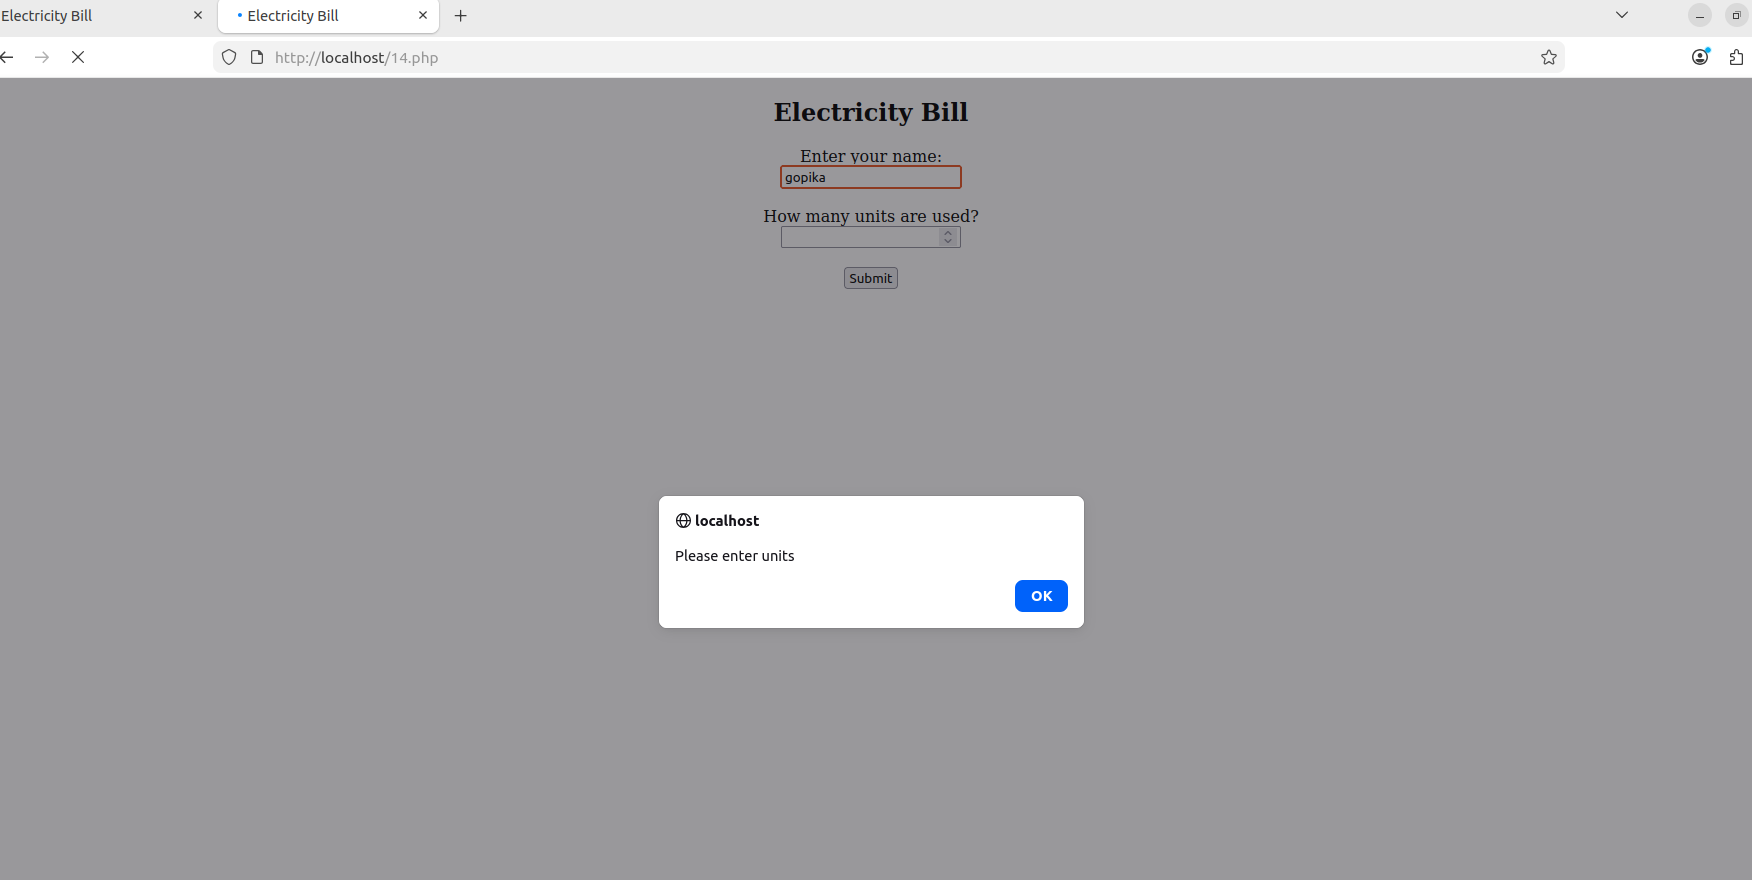 Electricity Bill
Electricity Bill
http://localhost/14.php
Electricity Bill
Enter your name:
gopika
How many units are used?
Submit
localhost
Please enter units
OK